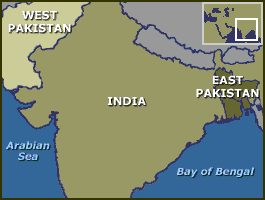 WEST
PAKISTAN
EAST
PAKISTAN
INDIA
Arabian
Sea
Bay of Bengal